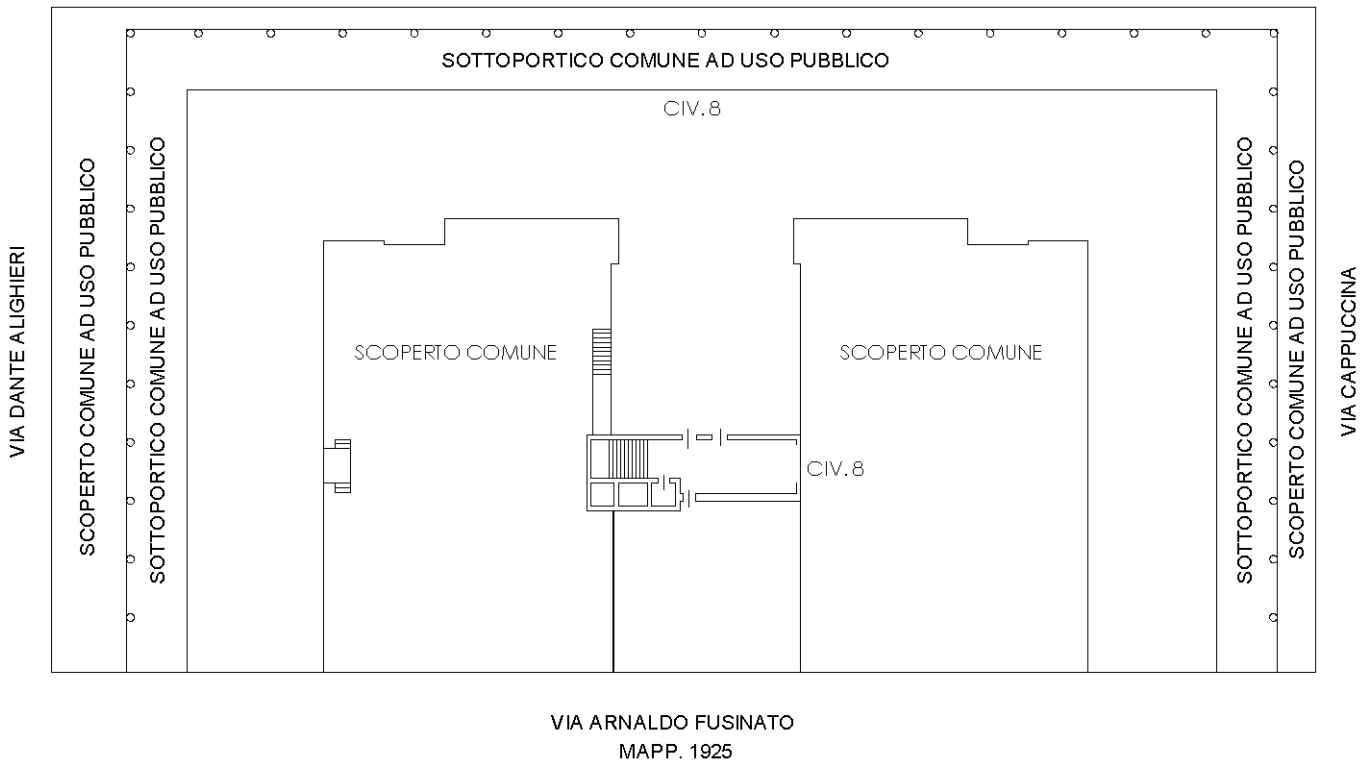 SOTTOPORTICO COMUNE AD USO PUBBLICO
CIV.8
VIA DANTE ALIGHIERI
SCOPERTO COMUNE AD USO PUBBLICO
SOTTOPORTICO COMUNE AD USO PUBBLICO
SCOPERTO COMUNE
SCOPERTO COMUNE
CIV.8
SOTTOPORTICO COMUNE AD USO PUBBLICO
SCOPERTO COMUNE AD USO PUBBLICO
VIA CAPPUCCINA
VIA ARNALDO FUSINATO
MAPP. 1925